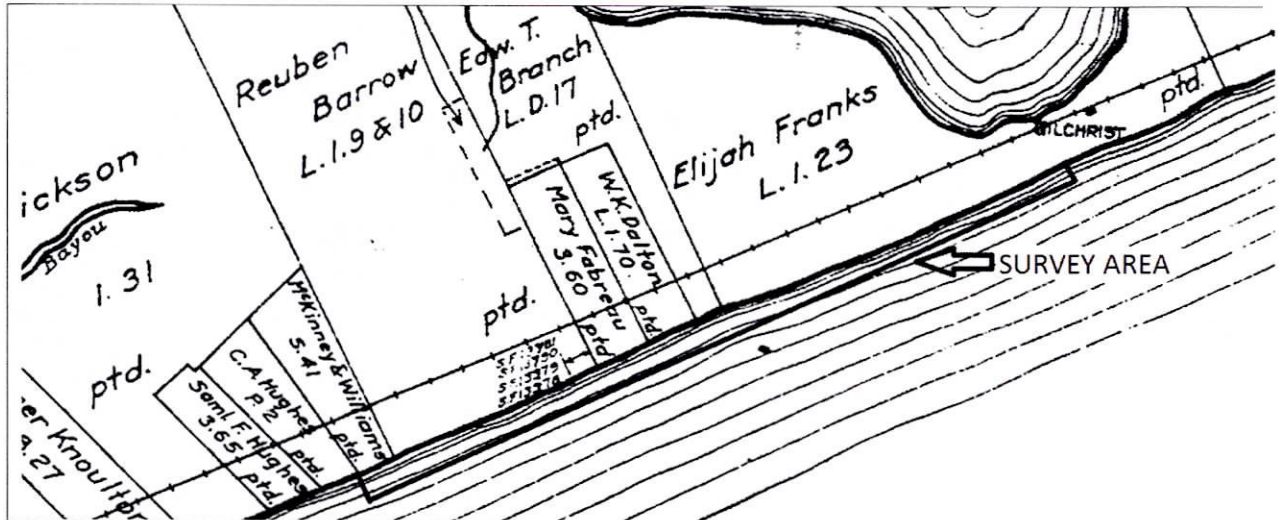 Reuben
Barrow
L.1.9 & 10
Edw. T.
Branch
L.D.17
ptd.
Elijah Franks
L.1.23
ptd.
GILCHRIST
ickson
Bayou
1.31
ptd.
er Knoulton
A.27
Saml. F. Hughes
3.65
ptd.
C.A. Hughes
P.2
ptd.
McKinney & Williams
S.41
ptd.
ptd.
Mary Fabreau
3.60
ptd.
W.K. Dalton
L.1.70
ptd.
SURVEY AREA